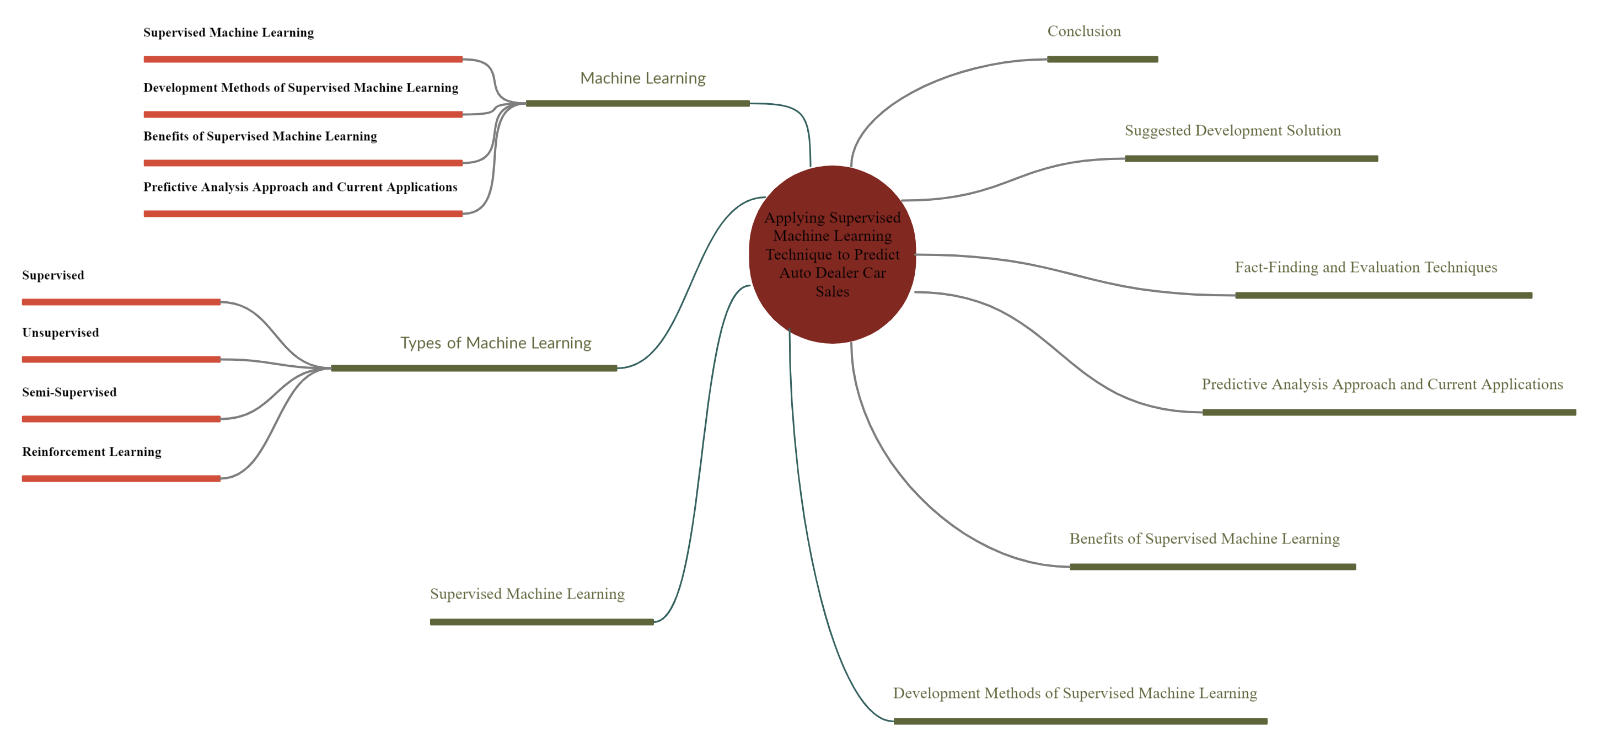 Supervised Machine Learning
Development Methods of Supervised Machine Learning
Benefits of Supervised Machine Learning
Prefictive Analysis Approach and Current Applications
Machine Learning
Supervised
Unsupervised
Semi-Supervised
Reinforcement Learning
Types of Machine Learning
Supervised Machine Learning
Applying Supervised
Machine Learning
Technique to Predict
Auto Dealer Car
Sales
Conclusion
Suggested Development Solution
Fact-Finding and Evaluation Techniques
Predictive Analysis Approach and Current Applications
Benefits of Supervised Machine Learning
Development Methods of Supervised Machine Learning